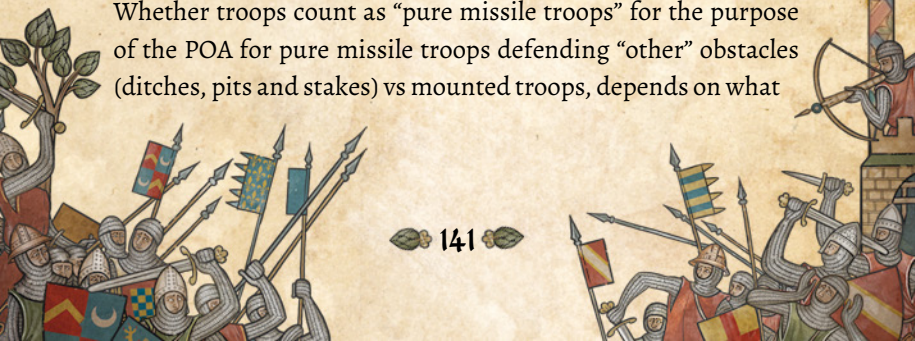 Whether troops count as “pure missile troops” for the purpose
of the POA for pure missile troops defending “other” obstacles
(ditches, pits and stakes) vs mounted troops, depends on what
141